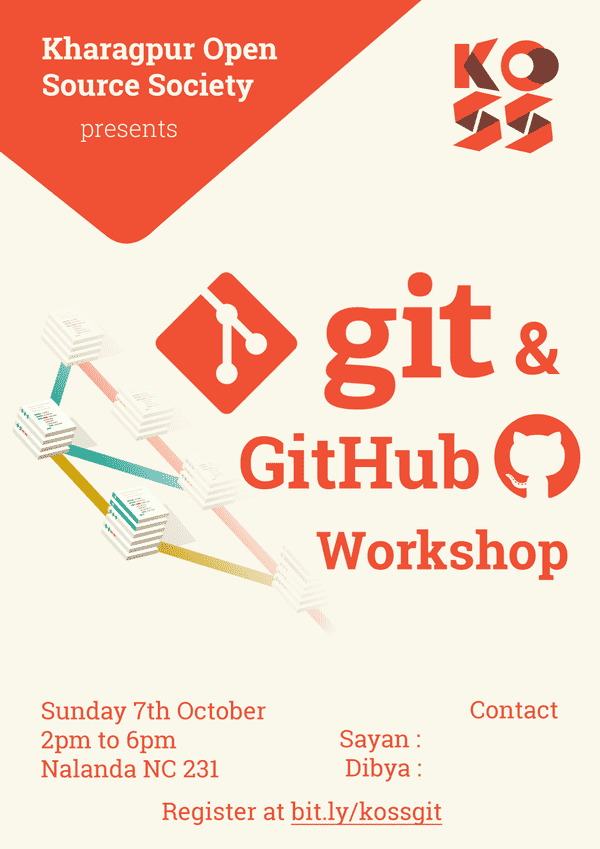 Kharagpur Open
Source Society
presents
KO
SS
git &
GitHub
Workshop
Sunday 7th October
2pm to 6pm
Nalanda NC 231
Contact
Sayan :
Dibya :
Register at bit.ly/kossgit